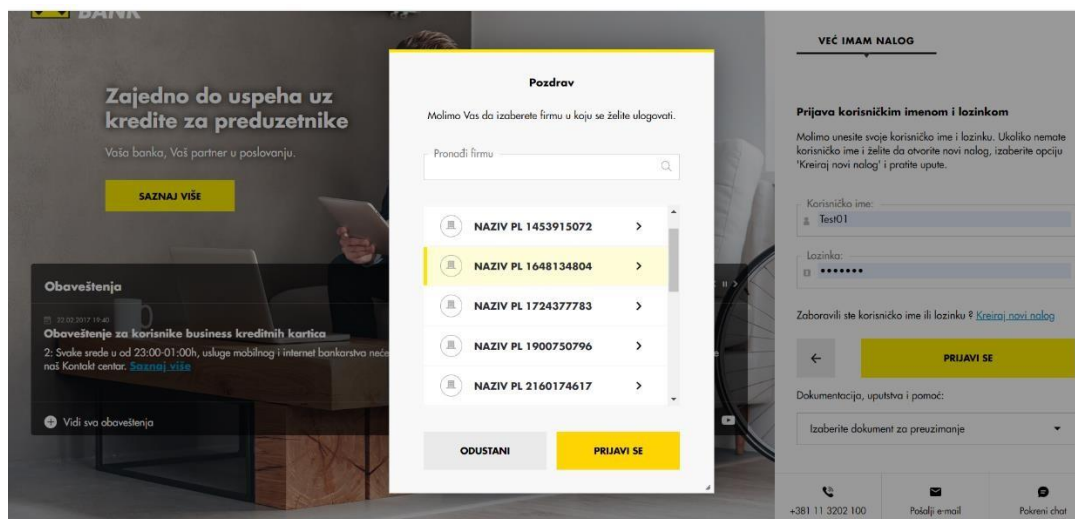 BANK
Zajedno do uspeha uz
kredite za preduzetnike
Vaša banka, Vaš partner u poslovanju.
SAZNAJ VIŠE
Obaveštenja
22.02.2017 19:40
Obaveštenje za korisnike business kreditnih kartica
2: Svake srede u od 23:00-01:00h, usluge mobilnog i internet bankarstva neće
naš Kontakt centar. Saznaj više
Vidi sva obaveštenja
Pozdrav
Molimo Vas da izaberete firmu u koju se želite ulogovati.
Pronađi firmu
NAZIV PL 1453915072
NAZIV PL 1648134804
NAZIV PL 1724377783
NAZIV PL 1900750796
NAZIV PL 2160174617
ODUSTANI
PRIJAVI SE
VEĆ IMAM NALOG
Prijava korisničkim imenom i lozinkom
Molimo unesite svoje korisničko ime i lozinku. Ukoliko nemate
korisničko ime i želite da otvorite novi nalog, izaberite opciju
'Kreiraj novi nalog' i pratite upute.
Korisničko ime:
Test01
Lozinka:
•••••••
Zaboravili ste korisničko ime ili lozinku ? Kreiraj novi nalog
PRIJAVI SE
Dokumentacija, uputstva i pomoć:
Izaberite dokument za preuzimanje
+381 11 3202 100
Pošalji e-mail
Pokreni chat